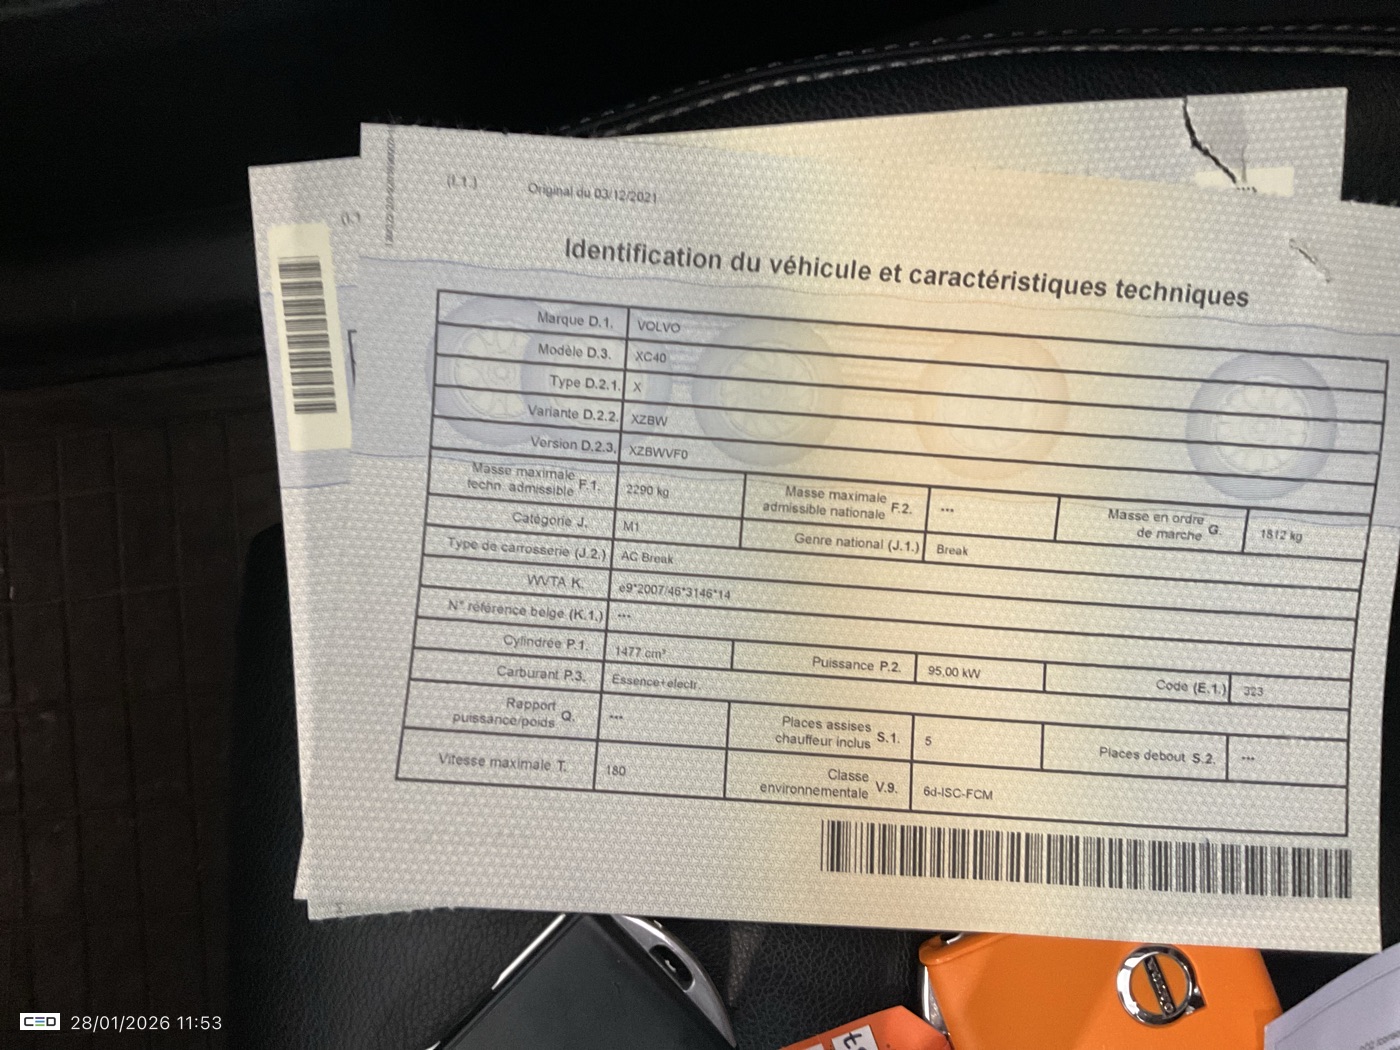 (I.1.) Original du 03/12/2021
Identification du véhicule et caractéristiques techniques
Marque D.1. VOLVO
Modèle D.3. XC40
Type D.2.1. X
Variante D.2.2. XZBW
Version D.2.3. XZBWVF0
Masse maximale techn. admissible F.1. 2290 kg Masse maximale admissible nationale F.2. --- Masse en ordre de marche G. 1812 kg
Catégorie J. M1 Genre national (J.1.) Break
Type de carrosserie (J.2.) AC Break
WVTA K. e9*2007/46*3146*14
N° référence belge (K.1.) ---
Cylindrée P.1. 1477 cm³ Puissance P.2. 95,00 kW Code (E.1.) 323
Carburant P.3. Essence+electr.
Rapport puissance/poids Q. --- Places assises chauffeur inclus S.1. 5 Places debout S.2. ---
Vitesse maximale T. 180 Classe environnementale V.9. 6d-ISC-FCM
VOLVO
CED 28/01/2026 11:53